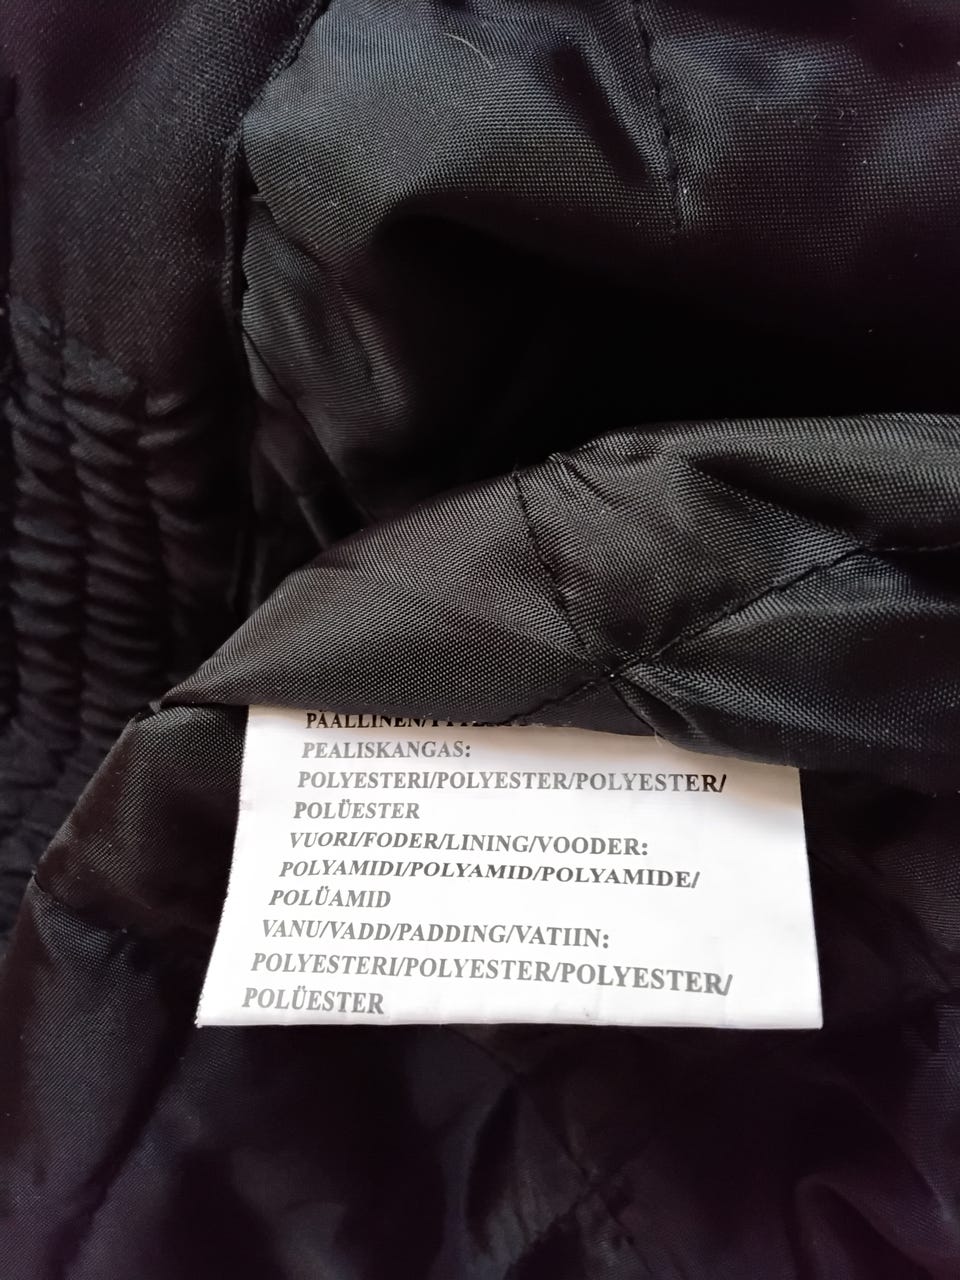 PÄÄLLINEN/
PEALISKANGAS:
POLYESTERI/POLYESTER/POLYESTER/
POLÜESTER
VUORI/FODER/LINING/VOODER:
POLYAMIDI/POLYAMID/POLYAMIDE/
POLÜAMID
VANU/VADD/PADDING/VATIIN:
POLYESTERI/POLYESTER/POLYESTER/
POLÜESTER